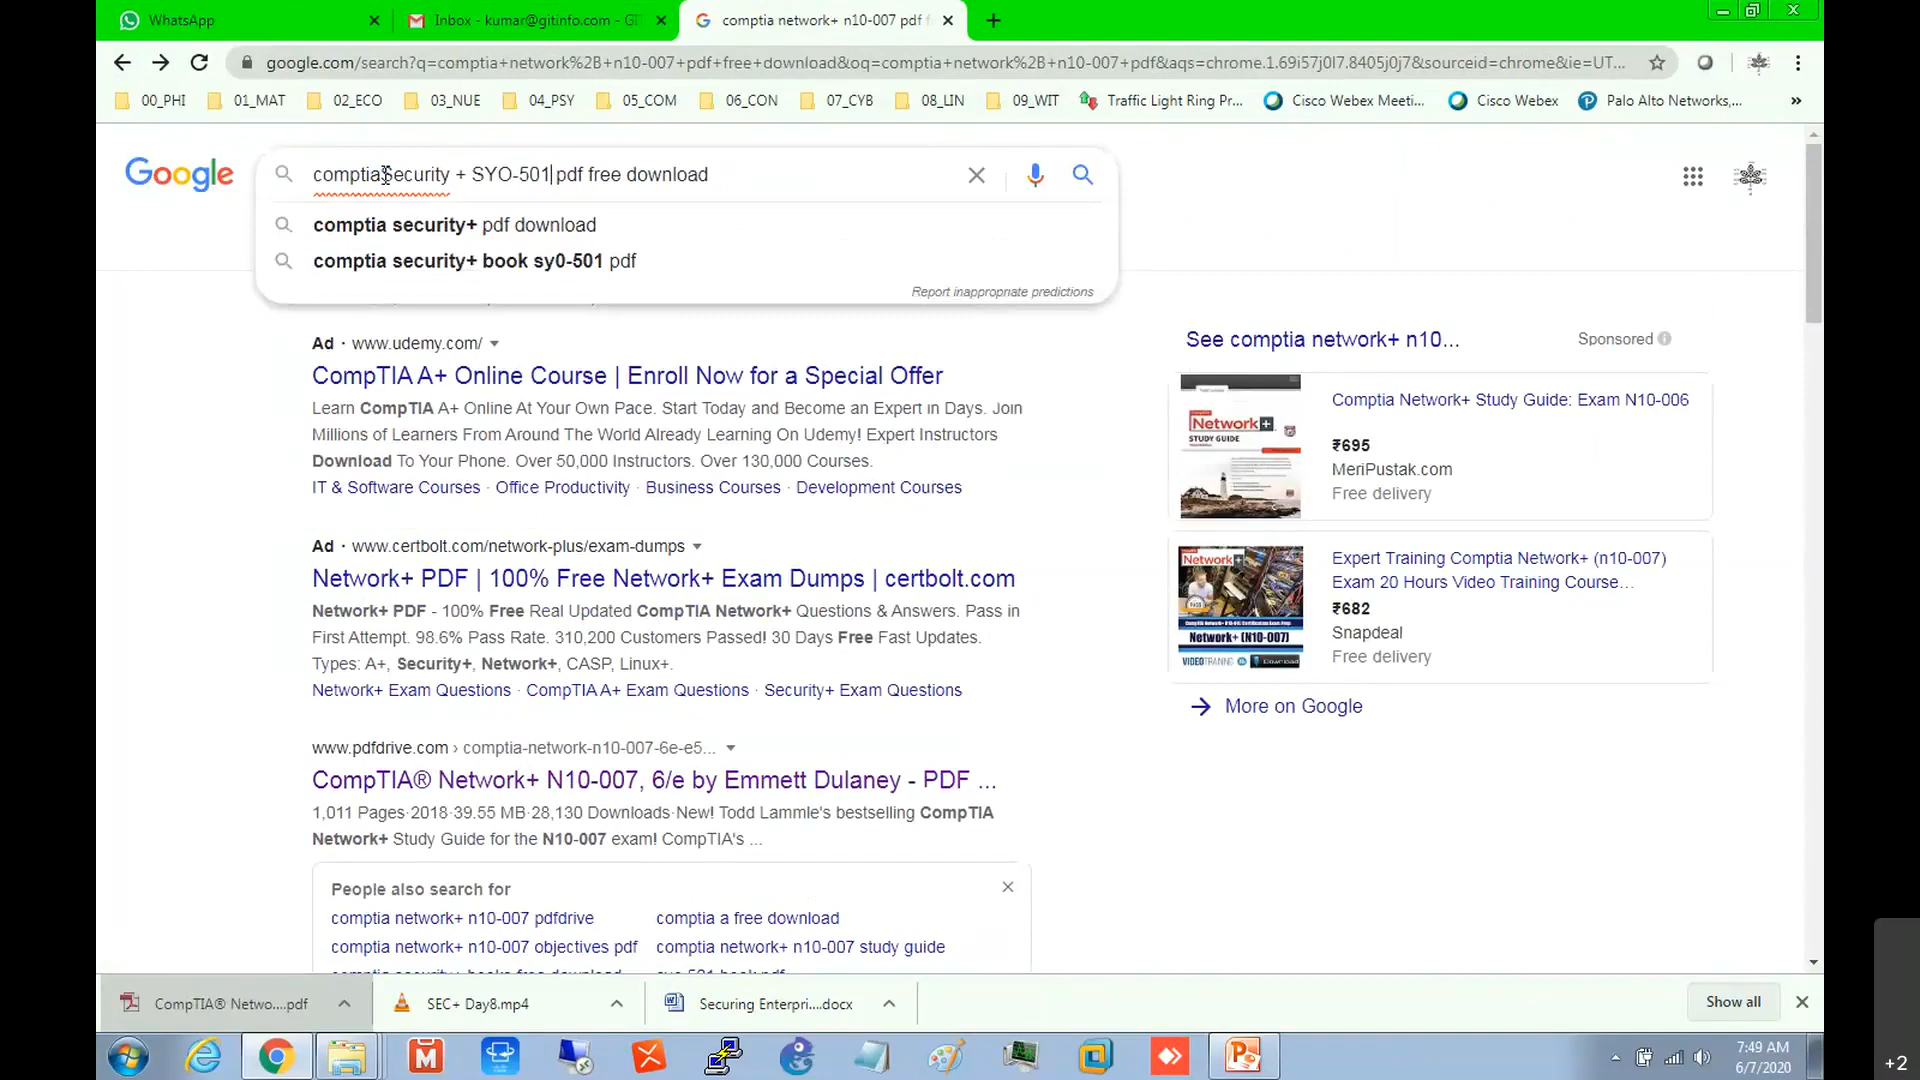 WhatsApp
Inbox - kumar@gitinfo.com - GIT
comptia network+ n10-007 pdf f
google.com/search?q=comptia+network%2B+n10-007+pdf+free+download&oq=comptia+network%2B+n10-007+pdf&aqs=chrome.1.69i57j0l7.8405j0j7&sourceid=chrome&ie=UT...
00_PHI 01_MAT 02_ECO 03_NUE 04_PSY 05_COM 06_CON 07_CYB 08_LIN 09_WIT Traffic Light Ring Pr... Cisco Webex Meeti... Cisco Webex Palo Alto Networks,... »
Google
comptiaSecurity + SYO-501 pdf free download
comptia security+ pdf download
comptia security+ book sy0-501 pdf
Report inappropriate predictions
Ad · www.udemy.com/
CompTIA A+ Online Course | Enroll Now for a Special Offer
Learn CompTIA A+ Online At Your Own Pace. Start Today and Become an Expert in Days. Join
Millions of Learners From Around The World Already Learning On Udemy! Expert Instructors
Download To Your Phone. Over 50,000 Instructors. Over 130,000 Courses.
IT & Software Courses · Office Productivity · Business Courses · Development Courses
Ad · www.certbolt.com/network-plus/exam-dumps
Network+ PDF | 100% Free Network+ Exam Dumps | certbolt.com
Network+ PDF - 100% Free Real Updated CompTIA Network+ Questions & Answers. Pass in
First Attempt. 98.6% Pass Rate. 310,200 Customers Passed! 30 Days Free Fast Updates.
Types: A+, Security+, Network+, CASP, Linux+.
Network+ Exam Questions · CompTIA A+ Exam Questions · Security+ Exam Questions
www.pdfdrive.com › comptia-network-n10-007-6e-e5...
CompTIA® Network+ N10-007, 6/e by Emmett Dulaney - PDF ...
1,011 Pages·2018·39.55 MB·28,130 Downloads·New! Todd Lammle's bestselling CompTIA
Network+ Study Guide for the N10-007 exam! CompTIA's ...
People also search for
comptia network+ n10-007 pdfdrive
comptia a free download
comptia network+ n10-007 objectives pdf
comptia network+ n10-007 study guide
See comptia network+ n10...
Sponsored
Network+
STUDY GUIDE
Comptia Network+ Study Guide: Exam N10-006
₹695
MeriPustak.com
Free delivery
Network+
Network+ (N10-007)
VIDEOTRAINING
Download
Expert Training Comptia Network+ (n10-007)
Exam 20 Hours Video Training Course...
₹682
Snapdeal
Free delivery
More on Google
CompTIA® Netwo....pdf
SEC+ Day8.mp4
Securing Enterpri....docx
Show all
7:49 AM
6/7/2020
+2